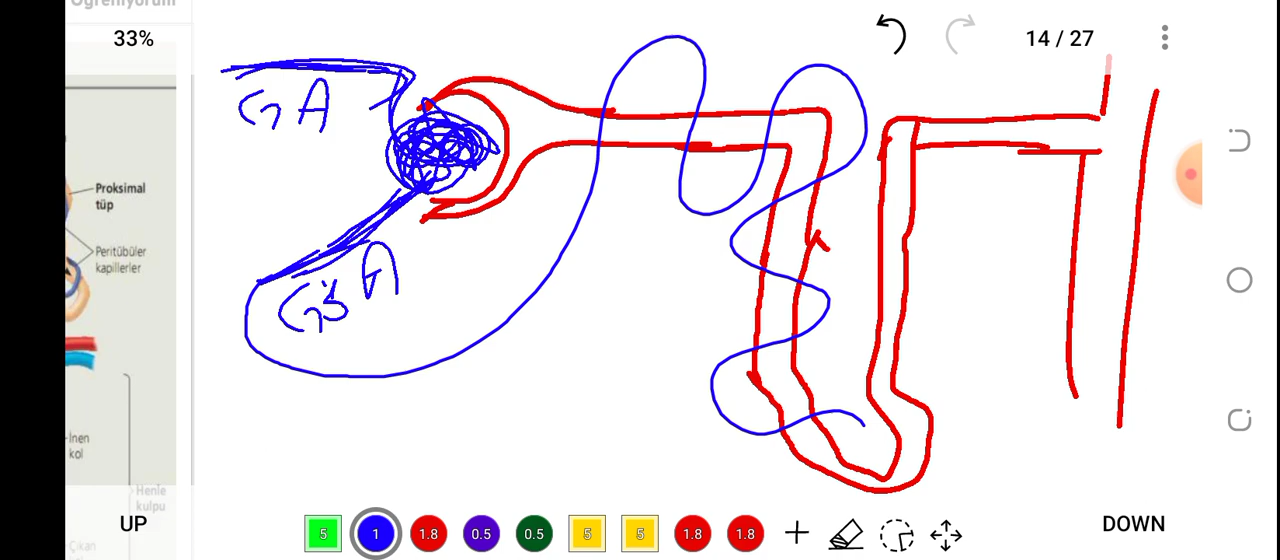 Öğreniyorum
33%
14 / 27
GA
Proksimal
tüp
Peritübüler
kapillerler
İnen
kol
Henle
kulpu
Çıkan
UP
5
1
1.8
0.5
0.5
5
5
1.8
1.8
DOWN